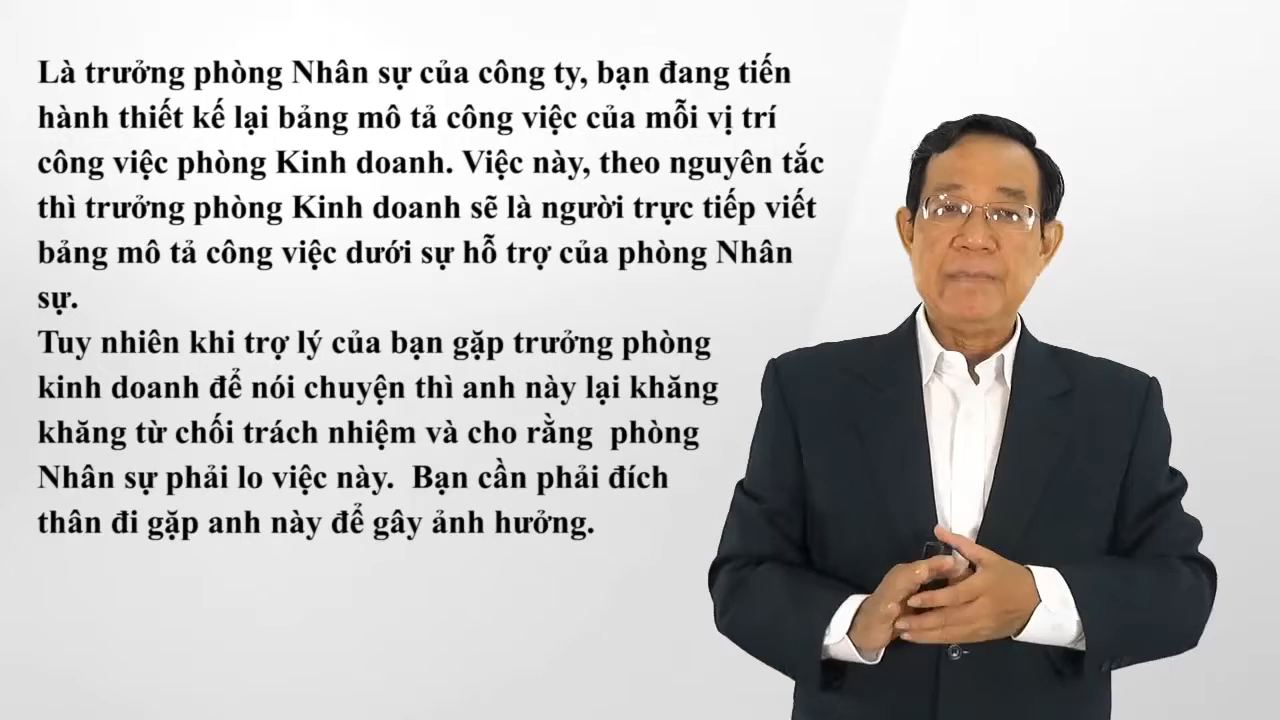 Là trưởng phòng Nhân sự của công ty, bạn đang tiến
hành thiết kế lại bảng mô tả công việc của mỗi vị trí
công việc phòng Kinh doanh. Việc này, theo nguyên tắc
thì trưởng phòng Kinh doanh sẽ là người trực tiếp viết
bảng mô tả công việc dưới sự hỗ trợ của phòng Nhân
sự.
Tuy nhiên khi trợ lý của bạn gặp trưởng phòng
kinh doanh để nói chuyện thì anh này lại khăng
khăng từ chối trách nhiệm và cho rằng  phòng
Nhân sự phải lo việc này.  Bạn cần phải đích
thân đi gặp anh này để gây ảnh hưởng.